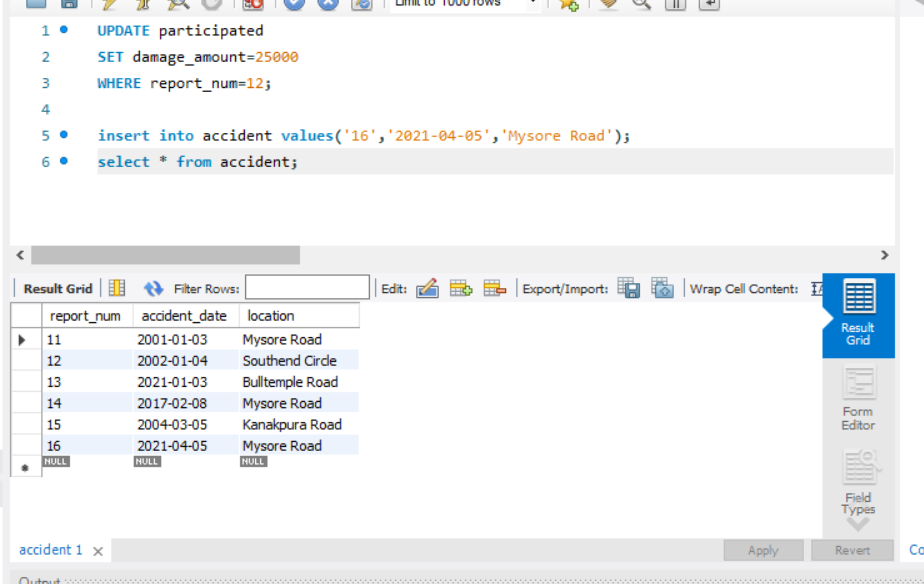 Limit to 1000 rows
1 UPDATE participated
2 SET damage_amount=25000
3 WHERE report_num=12;
4
5 insert into accident values('16','2021-04-05','Mysore Road');
6 select * from accident;
Result Grid Filter Rows: Edit: Export/Import: Wrap Cell Content:
report_num accident_date location
11 2001-01-03 Mysore Road
12 2002-01-04 Southend Circle
13 2021-01-03 Bulltemple Road
14 2017-02-08 Mysore Road
15 2004-03-05 Kanakpura Road
16 2021-04-05 Mysore Road
NULL NULL NULL
Result
Grid
Form
Editor
Field
Types
accident 1 Apply Revert Co
Output